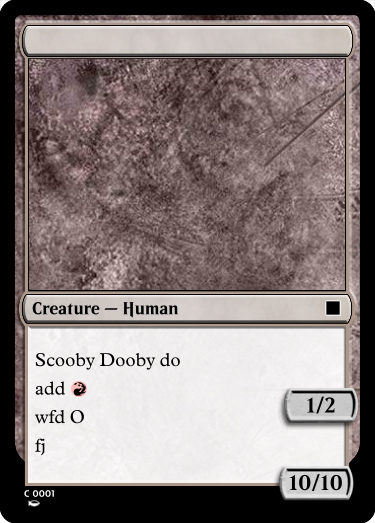 Creature — Human
Scooby Dooby do
add
wfd O
fj
1/2
10/10
C 0001